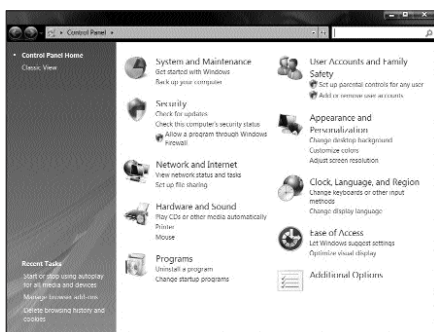 Control Panel
Control Panel Home
Classic View
System and Maintenance
Get started with Windows
Back up your computer
Security
Check for updates
Check this computer's security status
Allow a program through Windows
Firewall
Network and Internet
View network status and tasks
Set up file sharing
Hardware and Sound
Play CDs or other media automatically
Printer
Mouse
Programs
Uninstall a program
Change startup programs
User Accounts and Family
Safety
Set up parental controls for any user
Add or remove user accounts
Appearance and
Personalization
Change desktop background
Customize colors
Adjust screen resolution
Clock, Language, and Region
Change keyboards or other input
methods
Change display language
Ease of Access
Let Windows suggest settings
Optimize visual display
Additional Options
Recent Tasks
Start or stop using autoplay
for all media and devices
Manage browser add-ons
Delete browsing history and
cookies